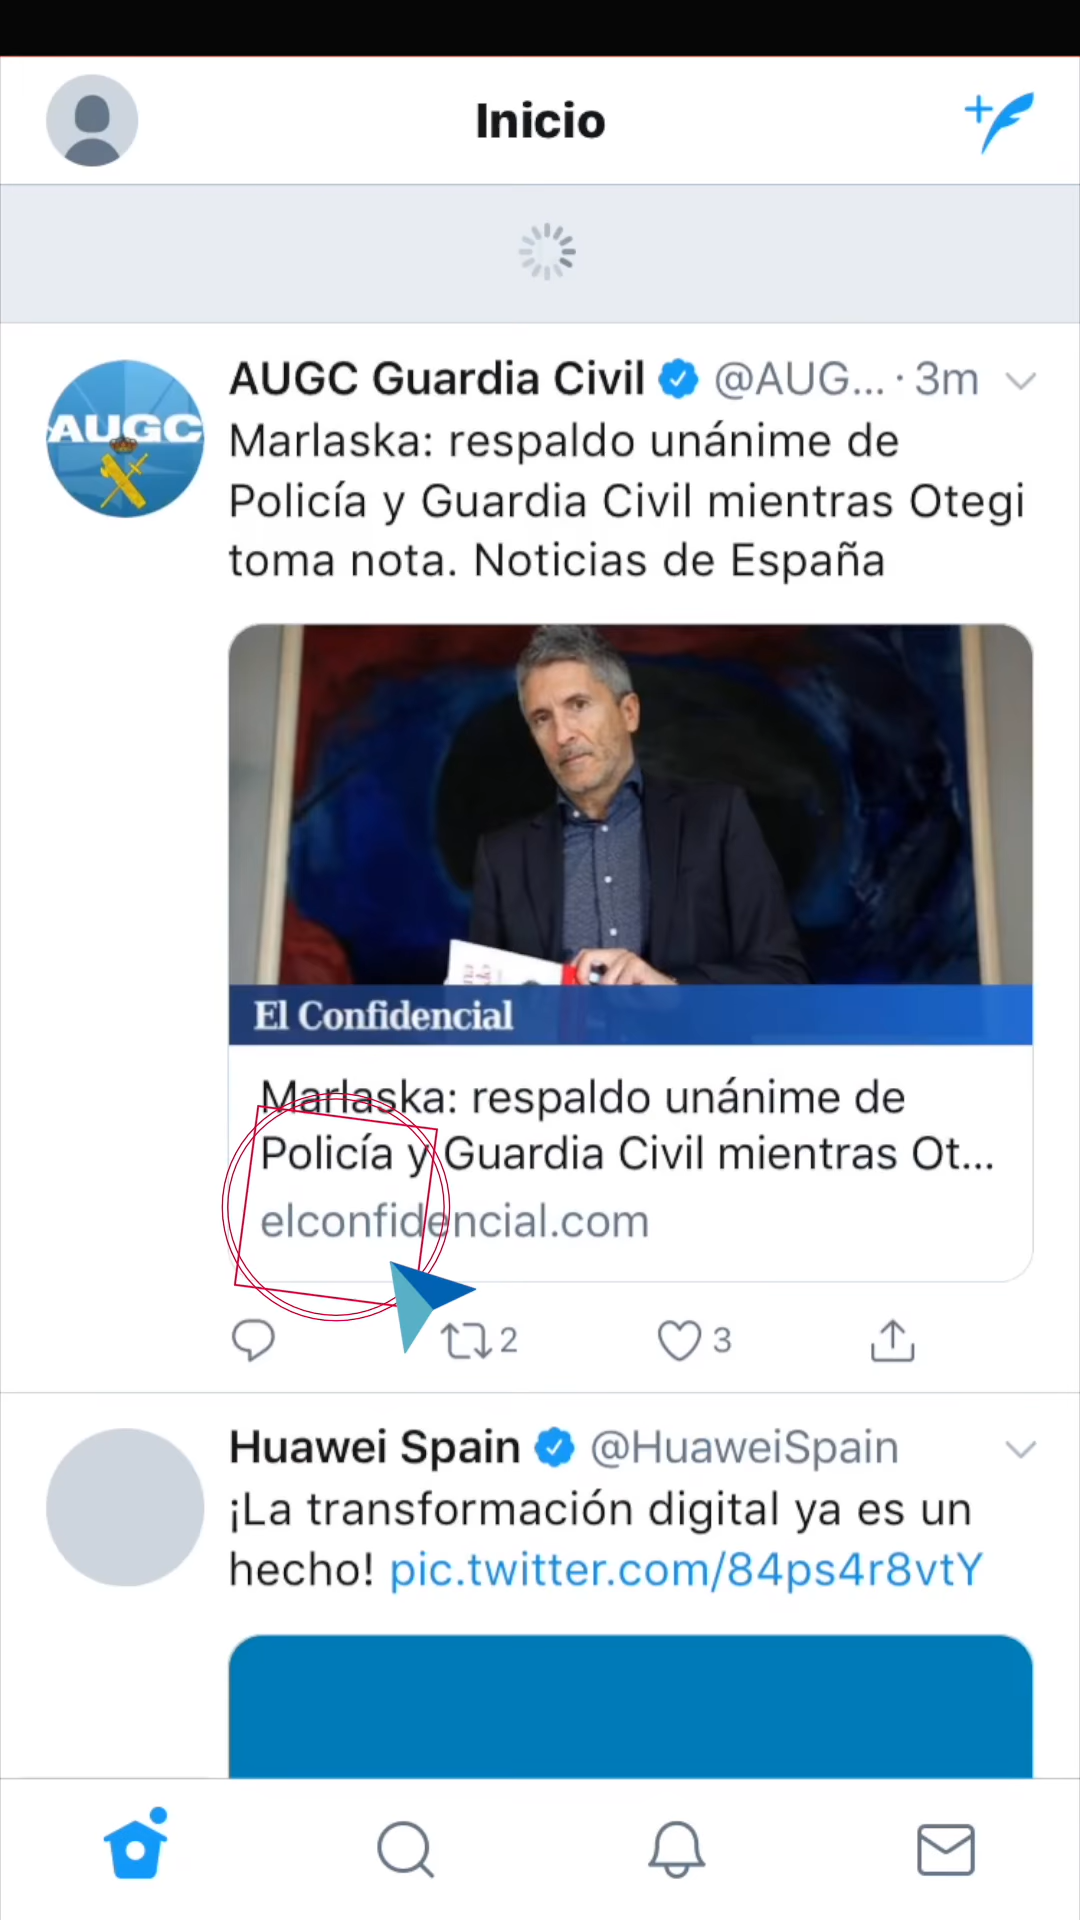 Inicio
AUGC Guardia Civil @AUG... · 3m
AUGC
Marlaska: respaldo unánime de
Policía y Guardia Civil mientras Otegi
toma nota. Noticias de España
El Confidencial
Marlaska: respaldo unánime de
Policía y Guardia Civil mientras Ot...
elconfidencial.com
2
3
Huawei Spain @HuaweiSpain
¡La transformación digital ya es un
hecho! pic.twitter.com/84ps4r8vtY